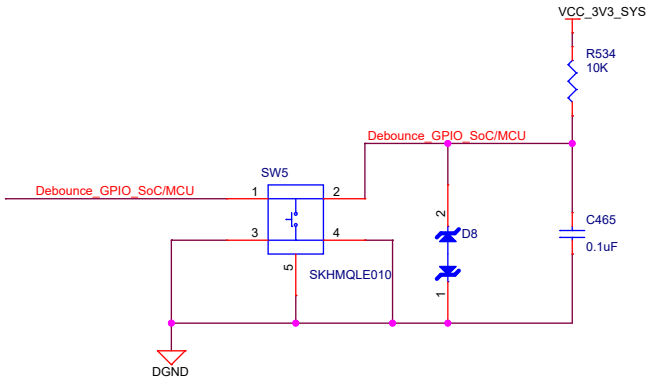 VCC_3V3_SYS
R534
10K
Debounce_GPIO_SoC/MCU
SW5
Debounce_GPIO_SoC/MCU
1
2
2
D8
C465
3
4
0.1uF
5
SKHMQLE010
1
DGND